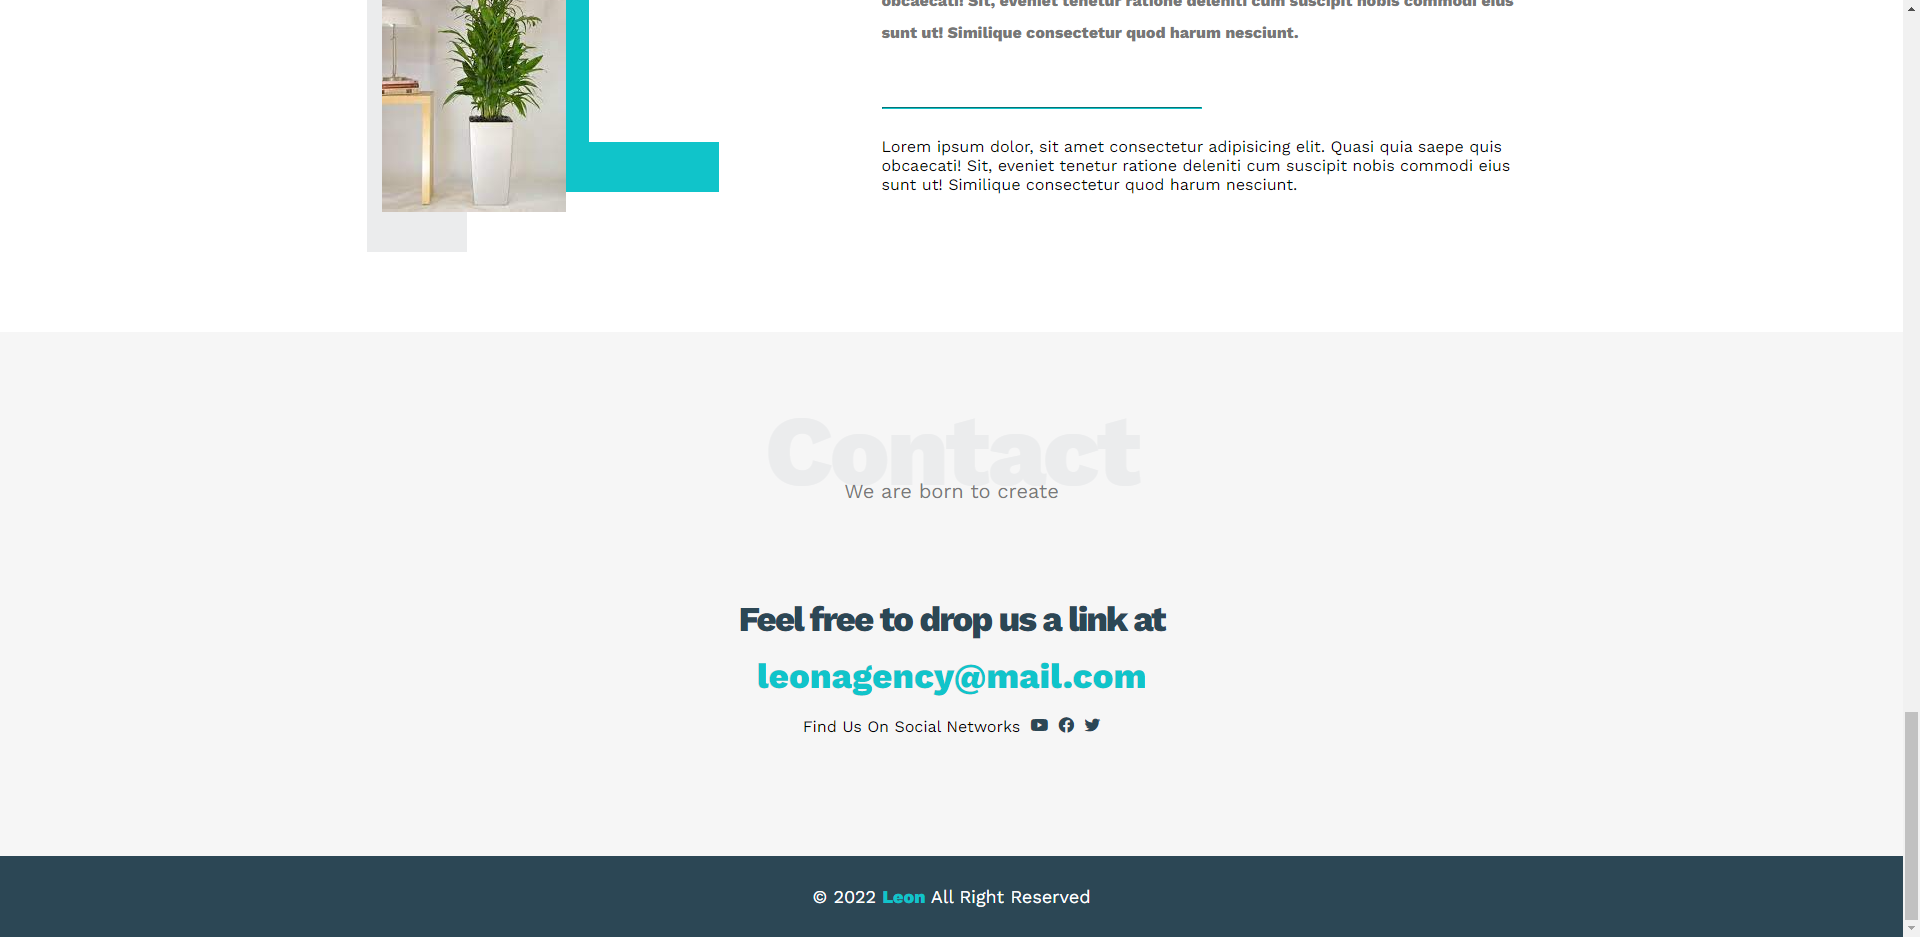 obcaecati! Sit, eveniet tenetur ratione deleniti cum suscipit nobis commodi eius
sunt ut! Similique consectetur quod harum nesciunt.
Lorem ipsum dolor, sit amet consectetur adipisicing elit. Quasi quia saepe quis
obcaecati! Sit, eveniet tenetur ratione deleniti cum suscipit nobis commodi eius
sunt ut! Similique consectetur quod harum nesciunt.
Contact
We are born to create
Feel free to drop us a link at
leonagency@mail.com
Find Us On Social Networks
© 2022 Leon All Right Reserved